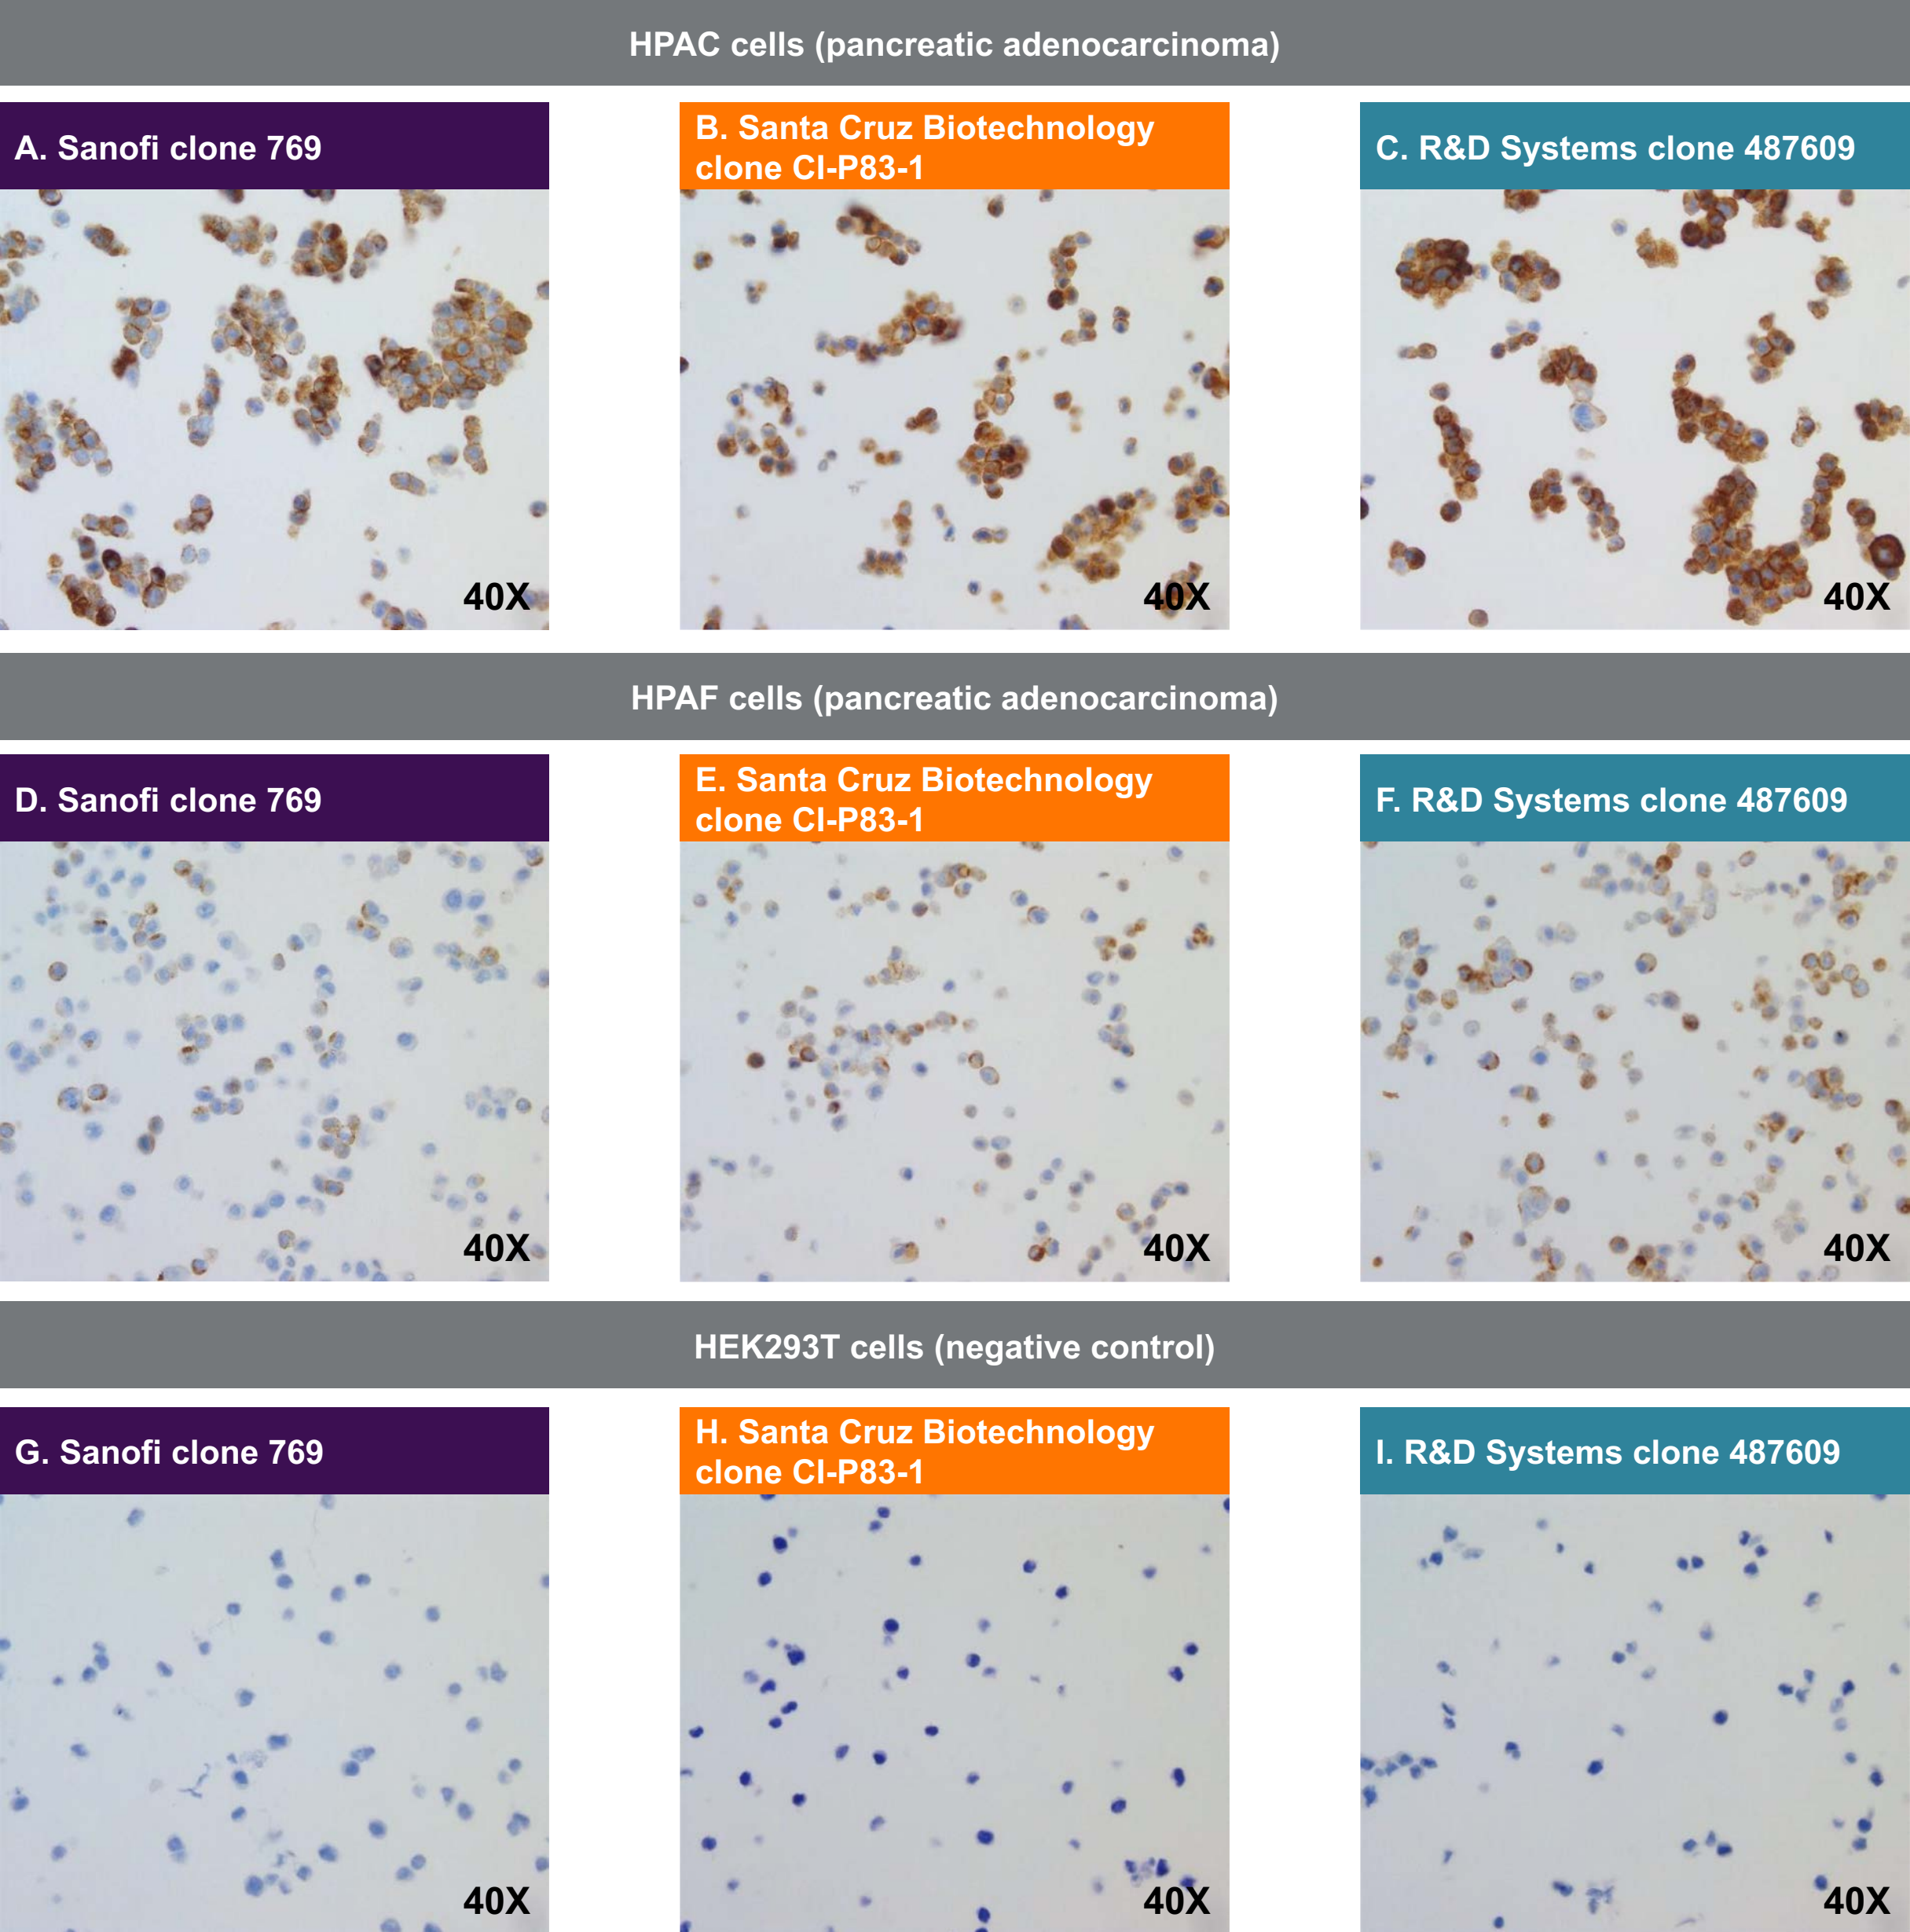 HPAC cells (pancreatic adenocarcinoma)
A. Sanofi clone 769
B. Santa Cruz Biotechnology
clone CI-P83-1
C. R&D Systems clone 487609
40X
40X
40X
HPAF cells (pancreatic adenocarcinoma)
D. Sanofi clone 769
E. Santa Cruz Biotechnology
clone CI-P83-1
F. R&D Systems clone 487609
40X
40X
40X
HEK293T cells (negative control)
G. Sanofi clone 769
H. Santa Cruz Biotechnology
clone CI-P83-1
I. R&D Systems clone 487609
40X
40X
40X